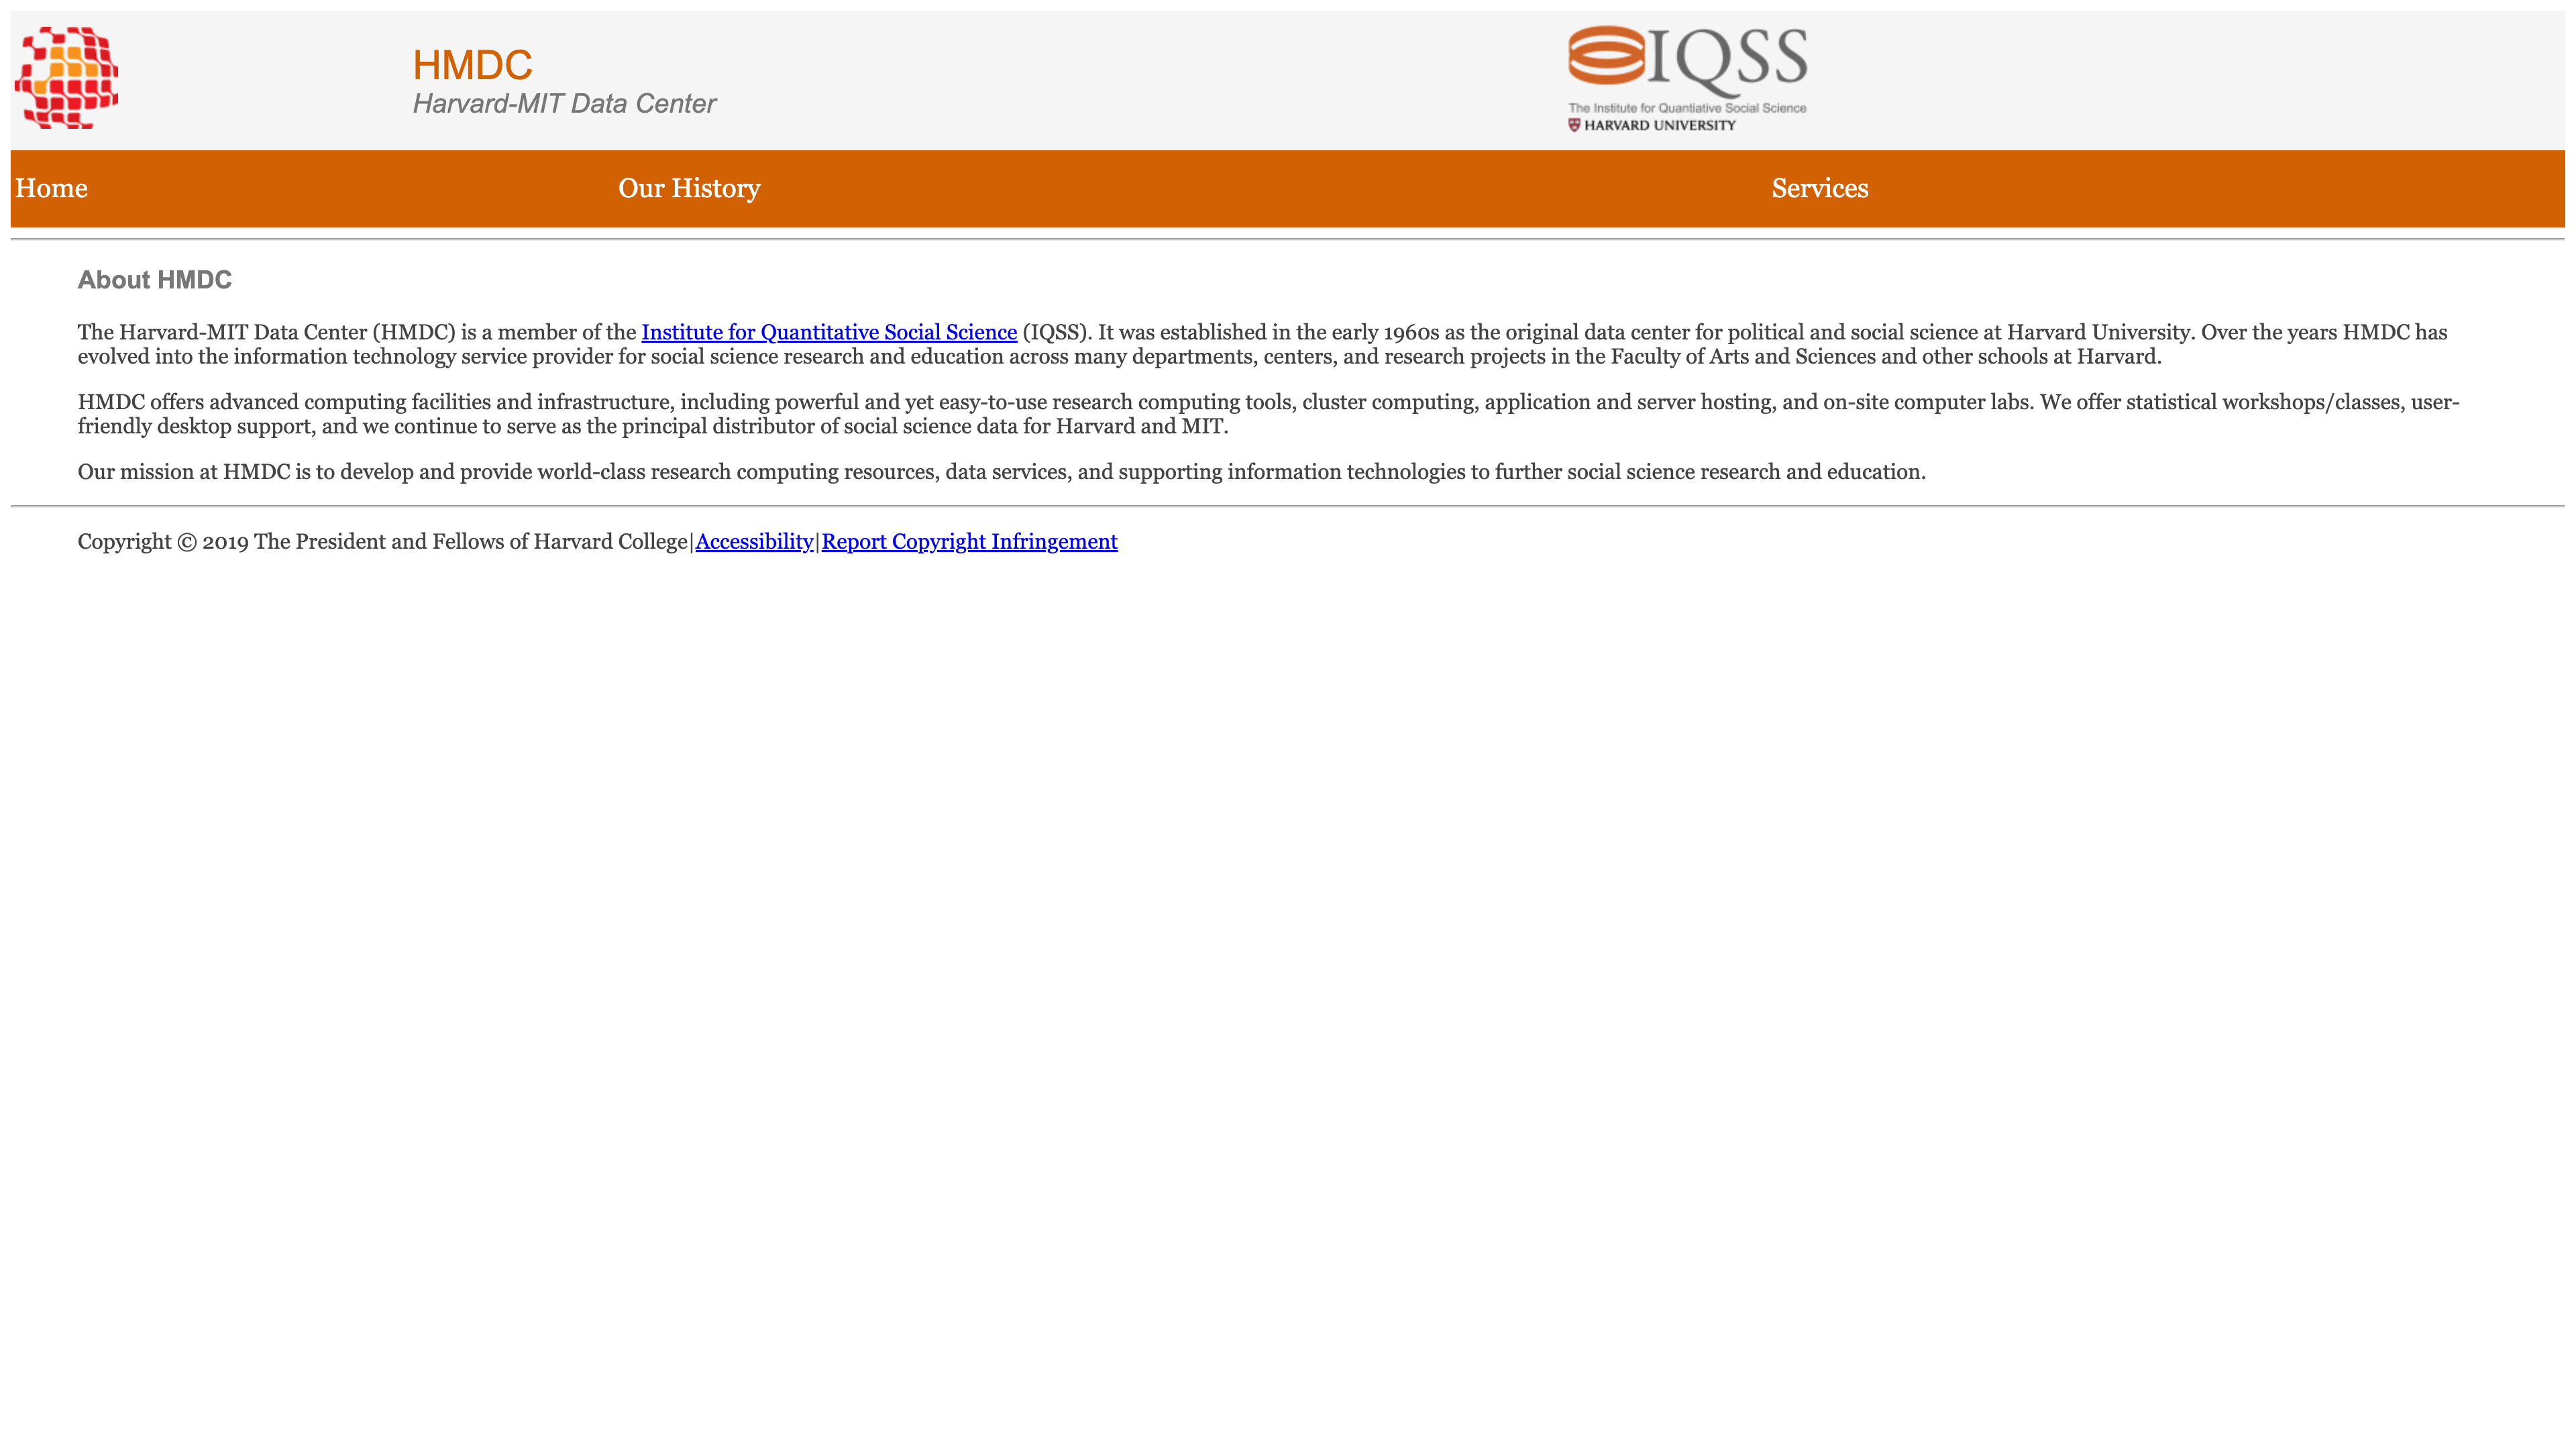 HMDC
Harvard-MIT Data Center
IQSS
The Institute for Quantiative Social Science
HARVARD UNIVERSITY
Home
Our History
Services
About HMDC
The Harvard-MIT Data Center (HMDC) is a member of the Institute for Quantitative Social Science (IQSS). It was established in the early 1960s as the original data center for political and social science at Harvard University. Over the years HMDC has
evolved into the information technology service provider for social science research and education across many departments, centers, and research projects in the Faculty of Arts and Sciences and other schools at Harvard.
HMDC offers advanced computing facilities and infrastructure, including powerful and yet easy-to-use research computing tools, cluster computing, application and server hosting, and on-site computer labs. We offer statistical workshops/classes, user-
friendly desktop support, and we continue to serve as the principal distributor of social science data for Harvard and MIT.
Our mission at HMDC is to develop and provide world-class research computing resources, data services, and supporting information technologies to further social science research and education.
Copyright © 2019 The President and Fellows of Harvard College|Accessibility|Report Copyright Infringement